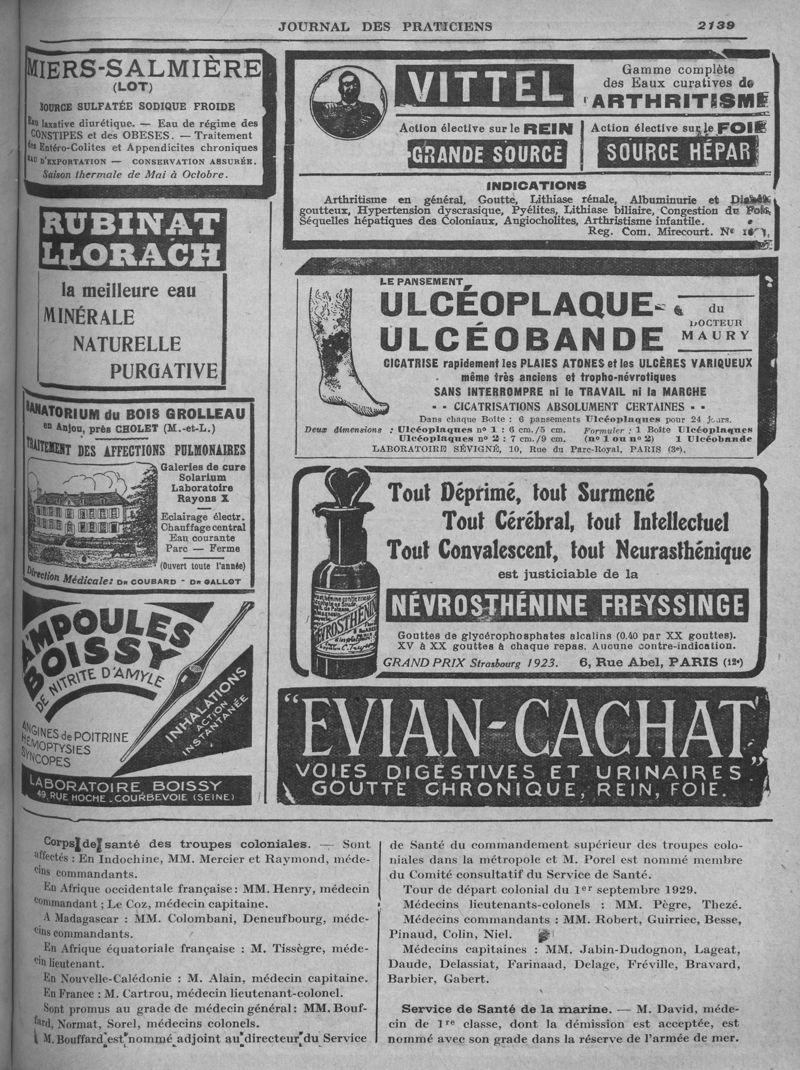 JOURNAL DES PRATICIENS
2139
MIERS-SALMIÈRE
(LOT)
SOURCE SULFATÉE SODIQUE FROIDE
Eau laxative diurétique. — Eau de régime des
CONSTIPES et des OBESES. — Traitement
des Entéro-Colites et Appendicites chroniques
EAU D'EXPORTATION — CONSERVATION ASSURÉE.
Saison thermale de Mai à Octobre.
VITTEL
Gamme complète
des Eaux curatives de
l'ARTHRITISME
Action élective sur le REIN
GRANDE SOURCE
Action élective sur le FOIE
SOURCE HÉPAR
INDICATIONS
Arthritisme en général, Goutte, Lithiase rénale, Albuminurie et
goutteux, Hypertension dyscrasique, Pyélites, Lithiase biliaire, Congestion du Foie,
Séquelles hépatiques des Coloniaux, Angiocholites, Arthristisme infantile.
Reg. Com. Mirecourt. Nº
RUBINAT
LLORACH
la meilleure eau
MINÉRALE
NATURELLE
PURGATIVE
LE PANSEMENT
ULCÉOPLAQUE-
ULCÉOBANDE
du
DOCTEUR
MAURY
CICATRISE rapidement les PLAIES ATONES et les ULCÈRES VARIQUEUX
même très anciens et tropho-névrotiques
SANS INTERROMPRE ni le TRAVAIL ni la MARCHE
- - CICATRISATIONS ABSOLUMENT CERTAINES - -
Dans chaque Boîte : 6 pansements Ulcéoplaques pour 24 jours.
Deux dimensions : Ulcéoplaques nº 1 : 6 cm./5 cm. Formuler : 1 Boîte Ulcéoplaques
Ulcéoplaques nº 2 : 7 cm./9 cm. (nº 1 ou nº 2) 1 Ulcéobande
LABORATOIRE SÉVIGNÉ, 10, Rue du Parc-Royal, PARIS (3e).
SANATORIUM du BOIS GROLLEAU
en Anjou, près CHOLET (M.-et-L.)
TRAITEMENT DES AFFECTIONS PULMONAIRES
Galeries de cure
Solarium
Laboratoire
Rayons X
Eclairage électr.
Chauffage central
Eau courante
Parc — Ferme
(Ouvert toute l'année)
Direction Médicale: Dr COUBARD - Dr GALLOT
Tout Déprimé, tout Surmené
Tout Cérébral, tout Intellectuel
Tout Convalescent, tout Neurasthénique
est justiciable de la
NÉVROSTHÉNINE FREYSSINGE
Gouttes de glycérophosphates alcalins (0.40 par XX gouttes).
XV à XX gouttes à chaque repas. Aucune contre-indication.
GRAND PRIX Strasbourg 1923. 6, Rue Abel, PARIS (12e)
AMPOULES
BOISSY
DE NITRITE D'AMYLE
INHALATIONS
ACTION
INSTANTANÉE
ANGINES de POITRINE
HÉMOPTYSIES
SYNCOPES
LABORATOIRE BOISSY
49, RUE HOCHE_COURBEVOIE (SEINE)
"EVIAN-CACHAT"
VOIES DIGESTIVES ET URINAIRES
GOUTTE CHRONIQUE, REIN, FOIE.
Corps de santé des troupes coloniales. — Sont
affectés : En Indochine, MM. Mercier et Raymond, méde-
cins commandants.
En Afrique occidentale française : MM. Henry, médecin
commandant ; Le Coz, médecin capitaine.
A Madagascar : MM. Colombani, Deneufbourg, méde-
cins commandants.
En Afrique équatoriale française : M. Tissègre, méde-
cin lieutenant.
En Nouvelle-Calédonie : M. Alain, médecin capitaine.
En France : M. Cartrou, médecin lieutenant-colonel.
Sont promus au grade de médecin général : MM. Bouf-
fard, Normat, Sorel, médecins colonels.
M. Bouffard est nommé adjoint au directeur du Service
de Santé du commandement supérieur des troupes colo-
niales dans la métropole et M. Porel est nommé membre
du Comité consultatif du Service de Santé.
Tour de départ colonial du 1er septembre 1929.
Médecins lieutenants-colonels : MM. Pègre, Thezé.
Médecins commandants : MM. Robert, Guirriec, Besse,
Pinaud, Colin, Niel.
Médecins capitaines : MM. Jabin-Dudognon, Lageat,
Daude, Delassiat, Farinaad, Delage, Fréville, Bravard,
Barbier, Gabert.
Service de Santé de la marine. — M. David, méde-
cin de 1re classe, dont la démission est acceptée, est
nommé avec son grade dans la réserve de l'armée de mer.